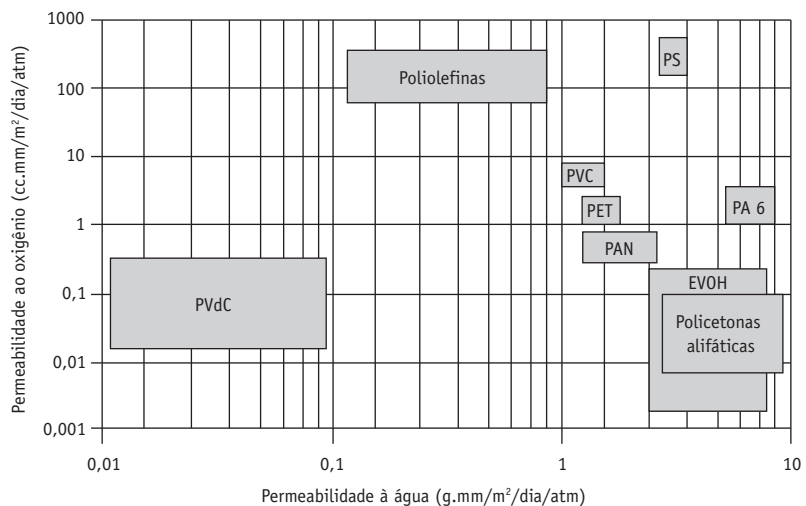 Permeabilidade ao oxigênio (cc.mm/m²/dia/atm)
1000
100
10
1
0,1
0,01
0,001
Poliolefinas
PS
PVC
PET
PA 6
PAN
PVdC
EVOH
Policetonas
alifáticas
0,01
0,1
1
10
Permeabilidade à água (g.mm/m²/dia/atm)